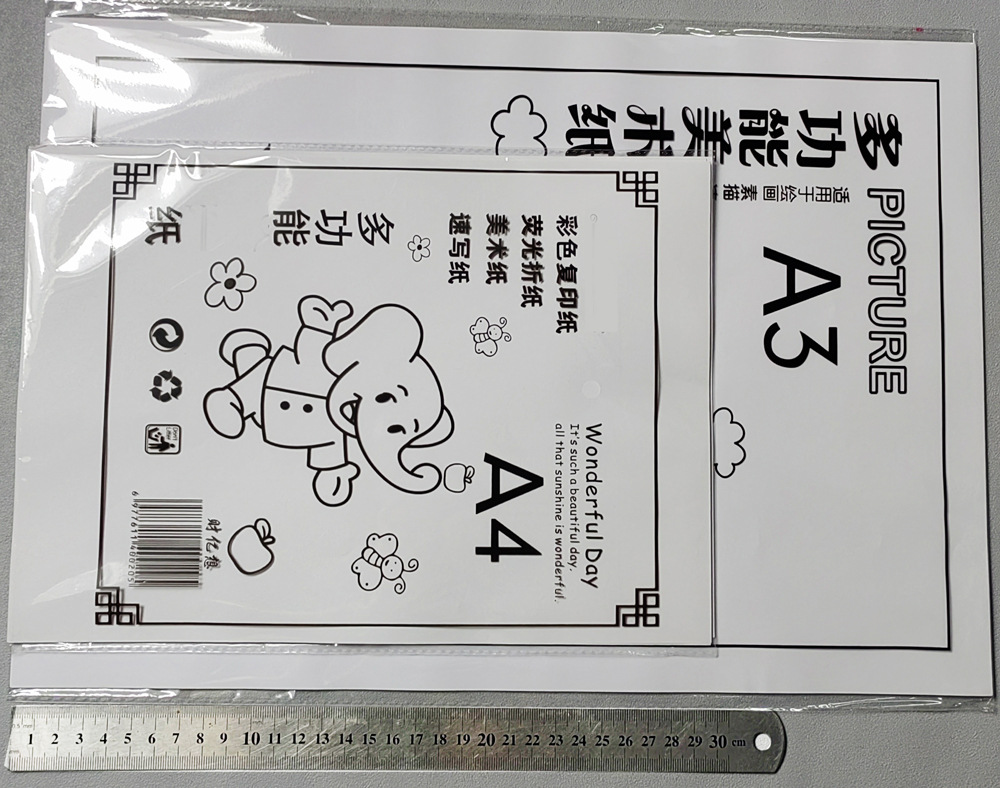 PICTURE
多功能美术纸
适用于绘画 素描
A3
彩色复印纸
荧光折纸
美术纸
速写纸
多功能
纸
Wonderful Day
It's such a beautiful day.
all that sunshine is wonderful.
A4
6 977611 400205
1 2 3 4 5 6 7 8 9 10 11 12 13 14 15 16 17 18 19 20 21 22 23 24 25 26 27 28 29 30 cm